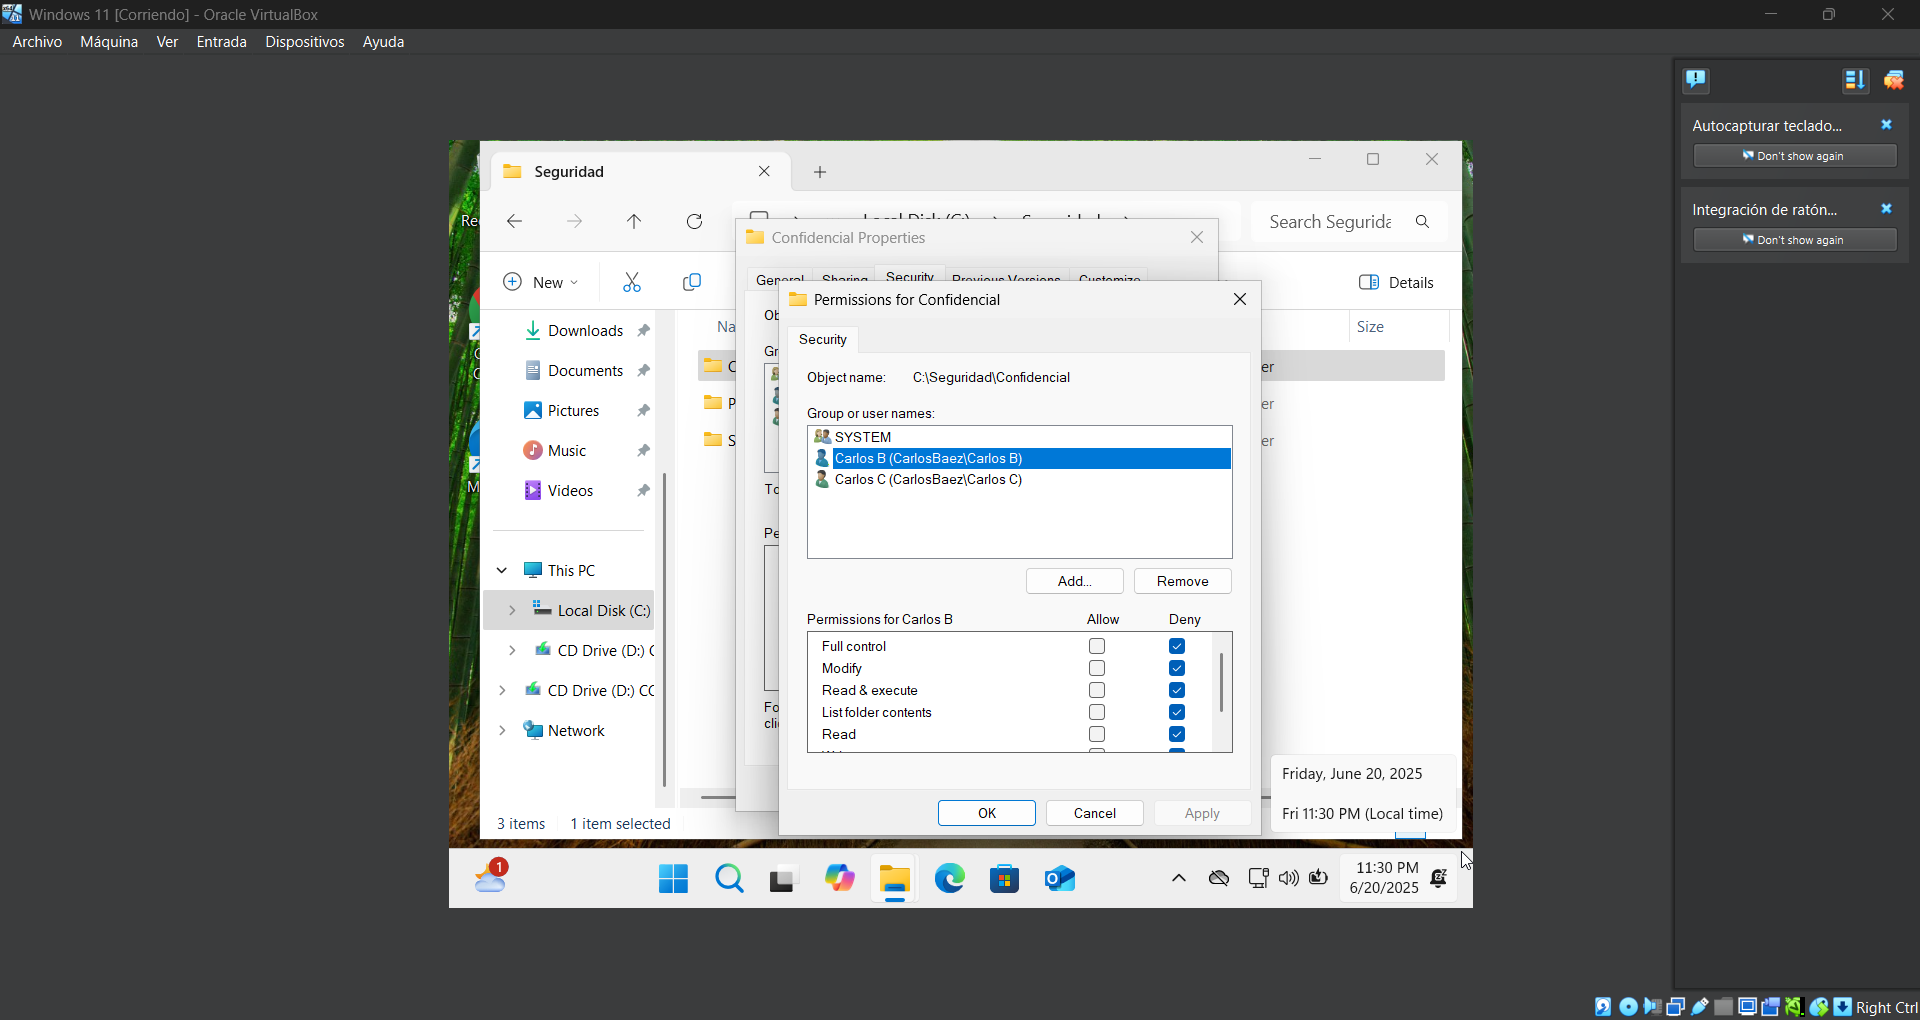 Windows 11 [Corriendo] - Oracle VirtualBox
Archivo Máquina Ver Entrada Dispositivos Ayuda
Autocapturar teclado...
Don't show again
Integración de ratón...
Don't show again
Seguridad
Search Segurida
Confidencial Properties
New
Details
General Sharing Security Previous Versions Customize
Permissions for Confidencial
Security
Object name: C:\Seguridad\Confidencial
Group or user names:
SYSTEM
Carlos B (CarlosBaez\Carlos B)
Carlos C (CarlosBaez\Carlos C)
Add...
Remove
Permissions for Carlos B Allow Deny
Full control
Modify
Read & execute
List folder contents
Read
OK
Cancel
Apply
Size
Downloads
Documents
Pictures
Music
Videos
This PC
Local Disk (C:)
CD Drive (D:) C
CD Drive (D:) CC
Network
3 items 1 item selected
Friday, June 20, 2025
Fri 11:30 PM (Local time)
1
11:30 PM
6/20/2025
Right Ctrl